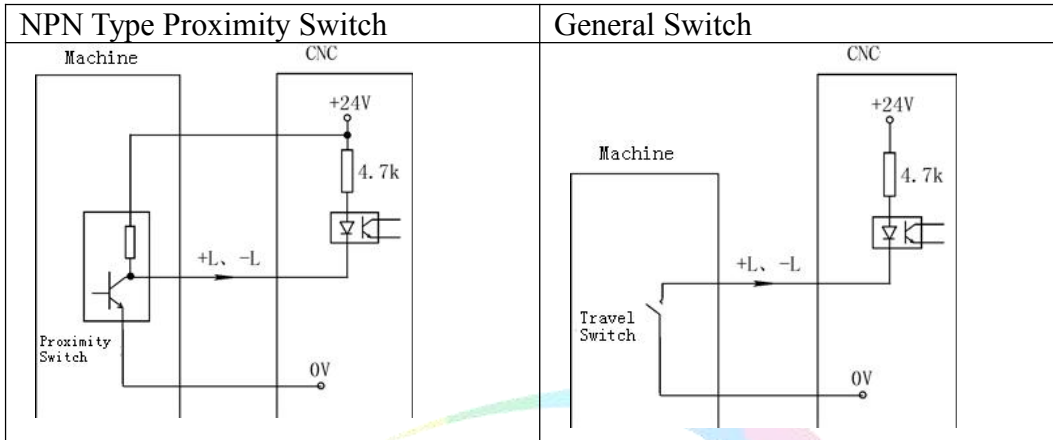 NPN Type Proximity Switch
General Switch
Machine
CNC
+24V
4.7k
+L、-L
Proximity
Switch
0V
CNC
+24V
Machine
4.7k
+L、-L
Travel
Switch
0V